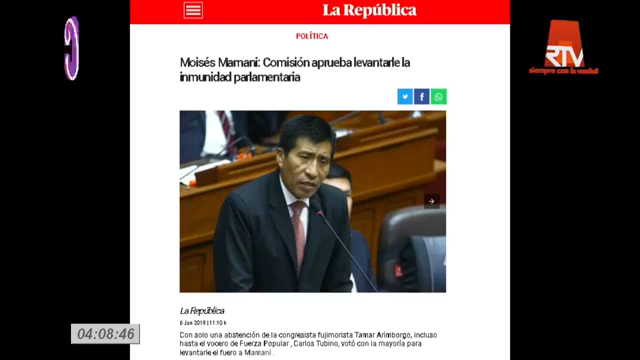 La República
POLÍTICA
RTV
siempre con la verdad
Moisés Mamani: Comisión aprueba levantarle la
inmunidad parlamentaria
La República
6 Jun 2019 | 11:10 h
Con solo una abstención de la congresista fujimorista Tamar Arimborgo, incluso
hasta el vocero de Fuerza Popular , Carlos Tubino, votó con la mayoría para
levantarle el fuero a Mamani .
04:08:46